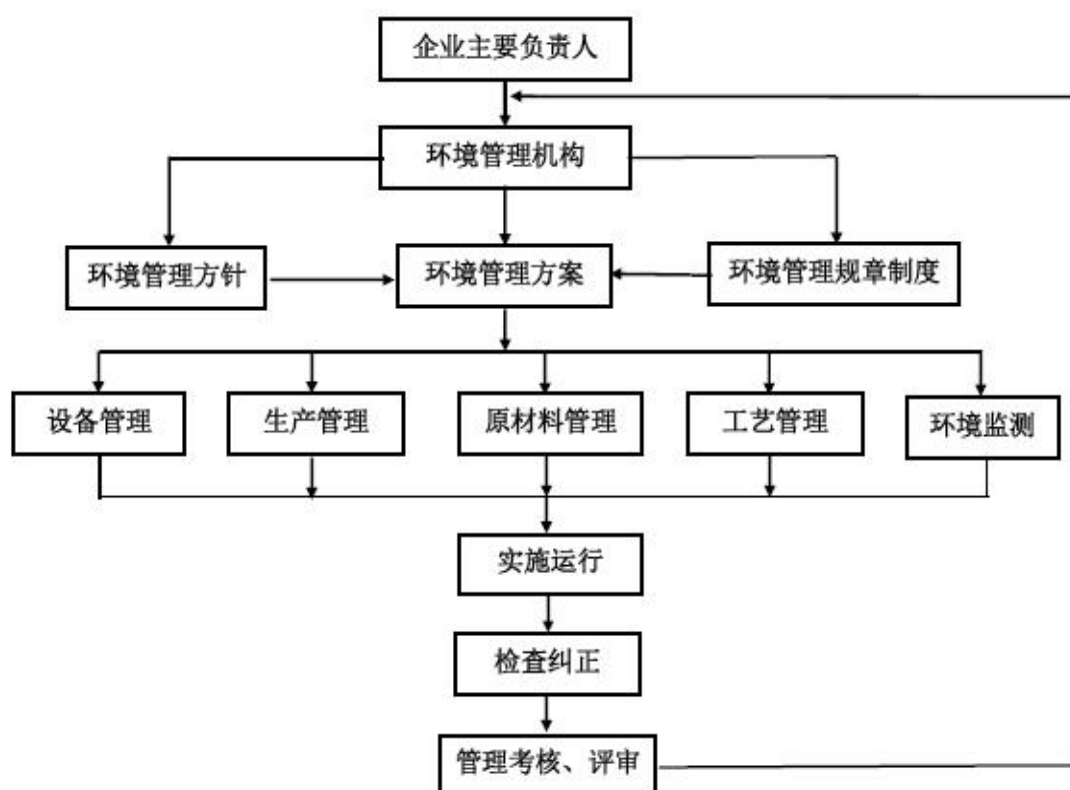 企业主要负责人
环境管理机构
环境管理方针
环境管理方案
环境管理规章制度
设备管理
生产管理
原材料管理
工艺管理
环境监测
实施运行
检查纠正
管理考核、评审